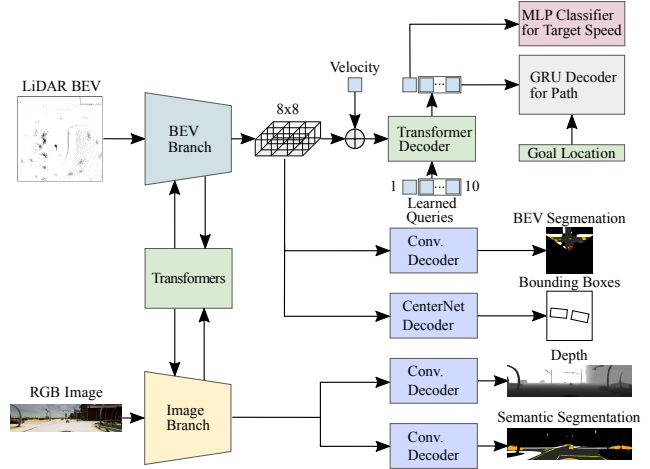 MLP Classifier
for Target Speed
Velocity
LiDAR BEV
GRU Decoder
for Path
8x8
BEV
Branch
Transformer
Decoder
Goal Location
1
10
Learned
Queries
BEV Segmenation
Conv.
Decoder
Transformers
Bounding Boxes
CenterNet
Decoder
Depth
RGB Image
Conv.
Decoder
Image
Branch
Semantic Segmentation
Conv.
Decoder